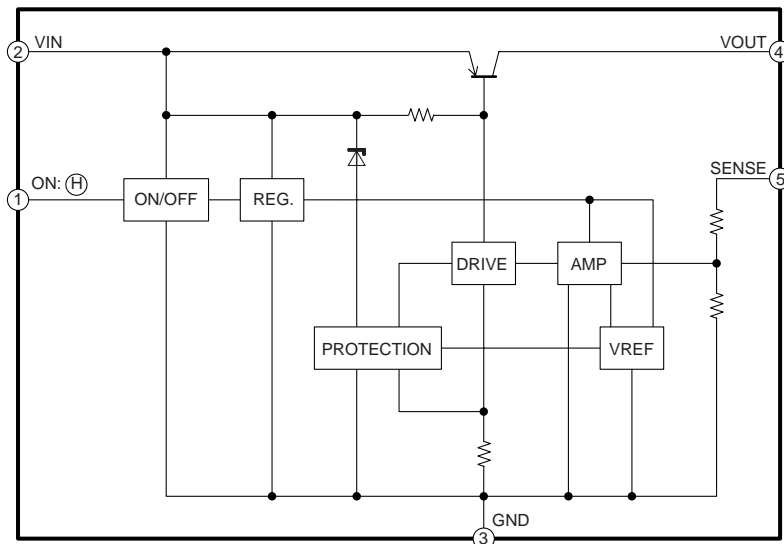 2 VIN
VOUT 4
SENSE 5
1 ON: H
ON/OFF
REG.
DRIVE
AMP
PROTECTION
VREF
GND
3